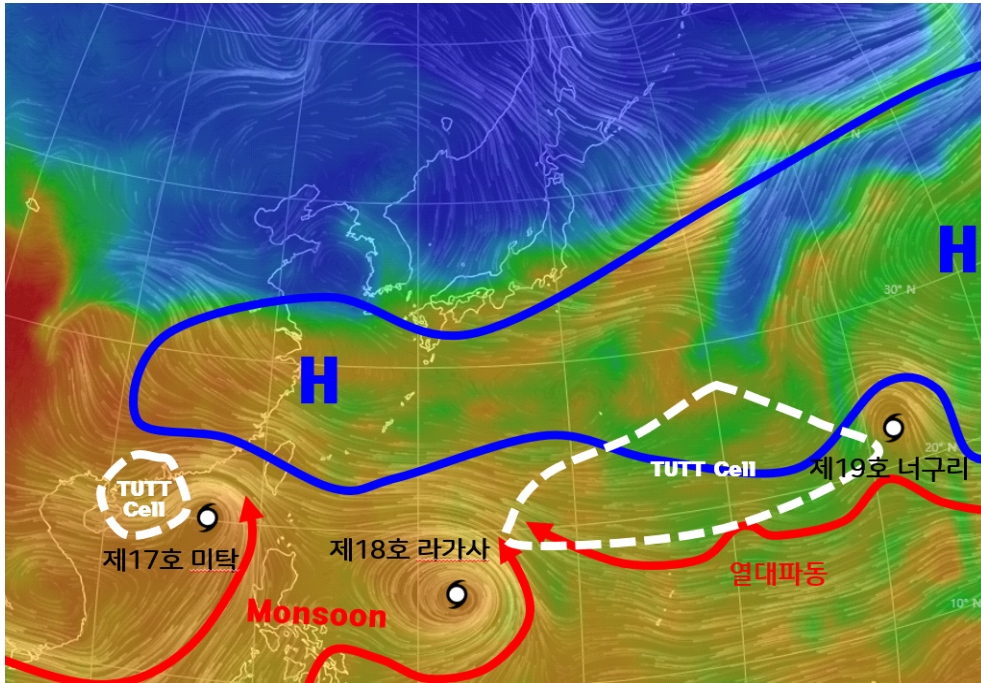 N
H
30° N
H
TUTT
Cell
TUTT Cell
20° N
제19호 너구리
제17호 미탁
제18호 라가사
열대파동
Monsoon
10° N